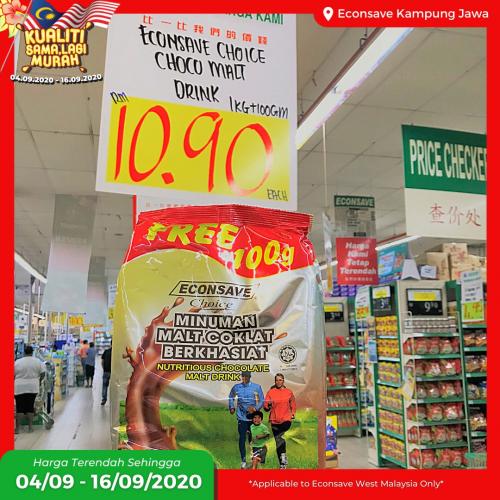 Econsave Kampung Jawa
KUALITI
SAMA, LAGI
MURAH
04.09.2020 - 16.09.2020
KAMI
比一比我們的價錢
ECONSAVE CHOICE
CHOCO MALT
DRINK 1KG+100GM
RM
10.90
EACH
PRICE CHECKER
查价处
ECONSAVE
Harga
Kami
Tetap
Terendah
FREE
100g
ECONSAVE
Choice
MINUMAN
MALT COKLAT
BERKHASIAT
NUTRITIOUS CHOCOLATE
MALT DRINK
Harga Terendah Sehingga
04/09 - 16/09/2020
*Applicable to Econsave West Malaysia Only*